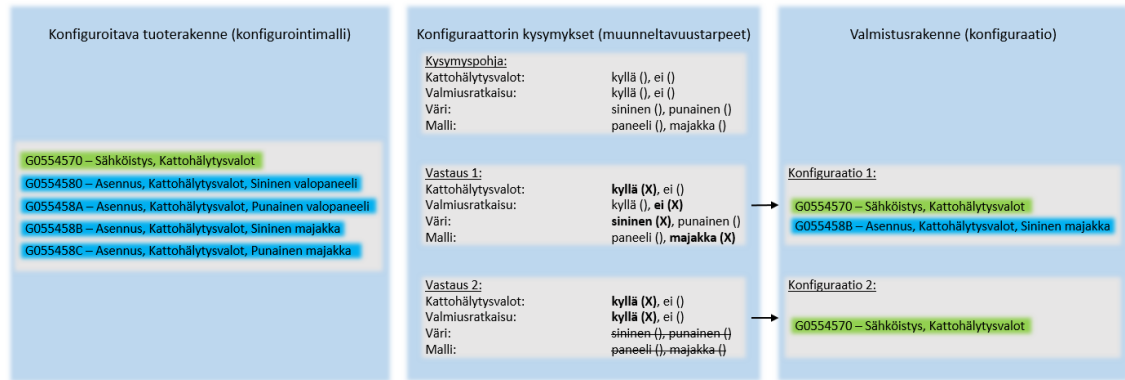 Konfiguroitava tuoterakenne (konfigurointimalli)
G0554570 – Sähköistys, Kattohälytysvalot
G0554580 – Asennus, Kattohälytysvalot, Sininen valopaneeli
G055458A – Asennus, Kattohälytysvalot, Punainen valopaneeli
G055458B – Asennus, Kattohälytysvalot, Sininen majakka
G055458C – Asennus, Kattohälytysvalot, Punainen majakka
Konfiguraattorin kysymykset (muunneltavuustarpeet)
Kysymyspohja:
Kattohälytysvalot: kyllä (), ei ()
Valmiusratkaisu: kyllä (), ei ()
Väri: sininen (), punainen ()
Malli: paneeli (), majakka ()
Vastaus 1:
Kattohälytysvalot: kyllä (X), ei ()
Valmiusratkaisu: kyllä (), ei (X)
Väri: sininen (X), punainen ()
Malli: paneeli (), majakka (X)
Vastaus 2:
Kattohälytysvalot: kyllä (X), ei ()
Valmiusratkaisu: kyllä (X), ei ()
Väri: sininen (), punainen ()
Malli: paneeli (), majakka ()
Valmistusrakenne (konfiguraatio)
Konfiguraatio 1:
G0554570 – Sähköistys, Kattohälytysvalot
G055458B – Asennus, Kattohälytysvalot, Sininen majakka
Konfiguraatio 2:
G0554570 – Sähköistys, Kattohälytysvalot